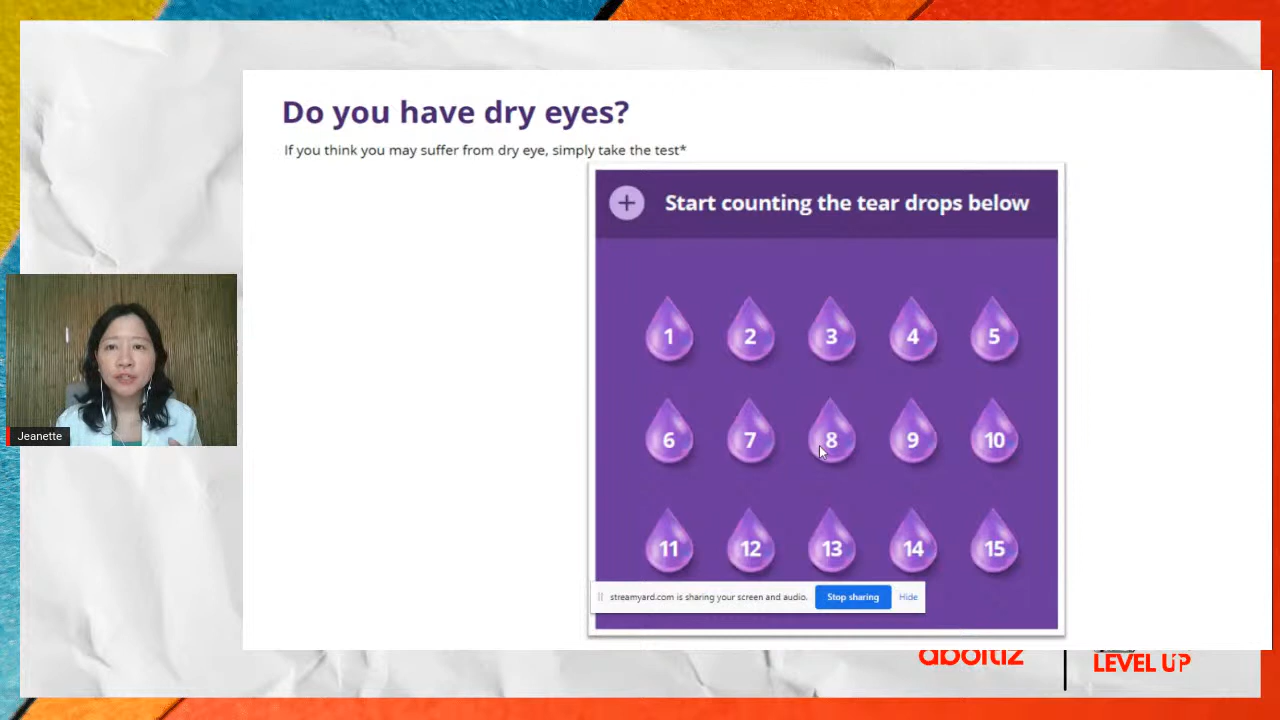 Do you have dry eyes?
If you think you may suffer from dry eye, simply take the test*
Start counting the tear drops below
1 2 3 4 5
6 7 8 9 10
11 12 13 14 15
Jeanette
streamyard.com is sharing your screen and audio. Stop sharing Hide
aboitiz
LEVEL UP